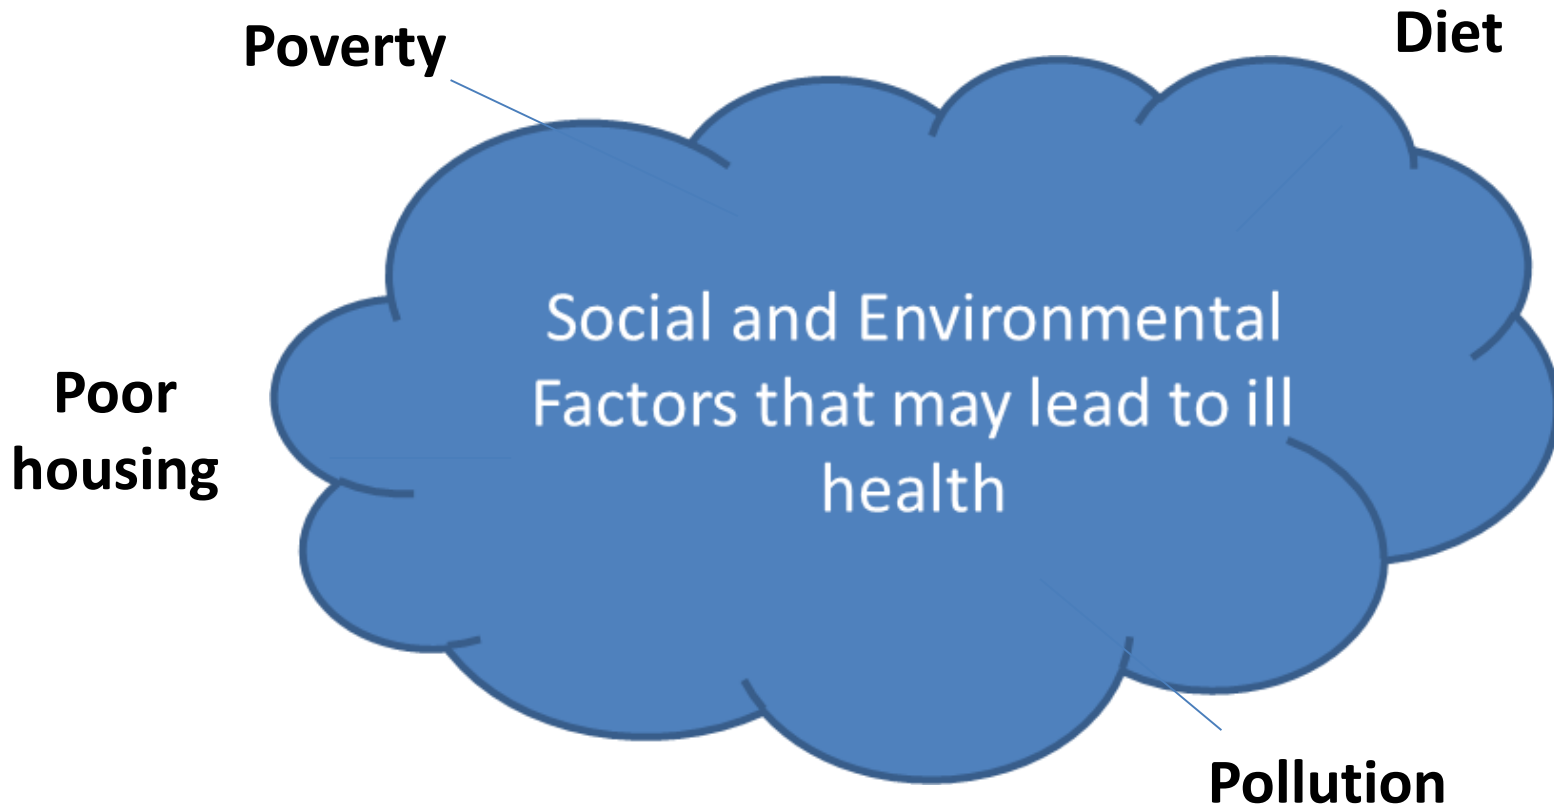 Poverty
Diet
Social and Environmental
Factors that may lead to ill
health
Poor
housing
Pollution